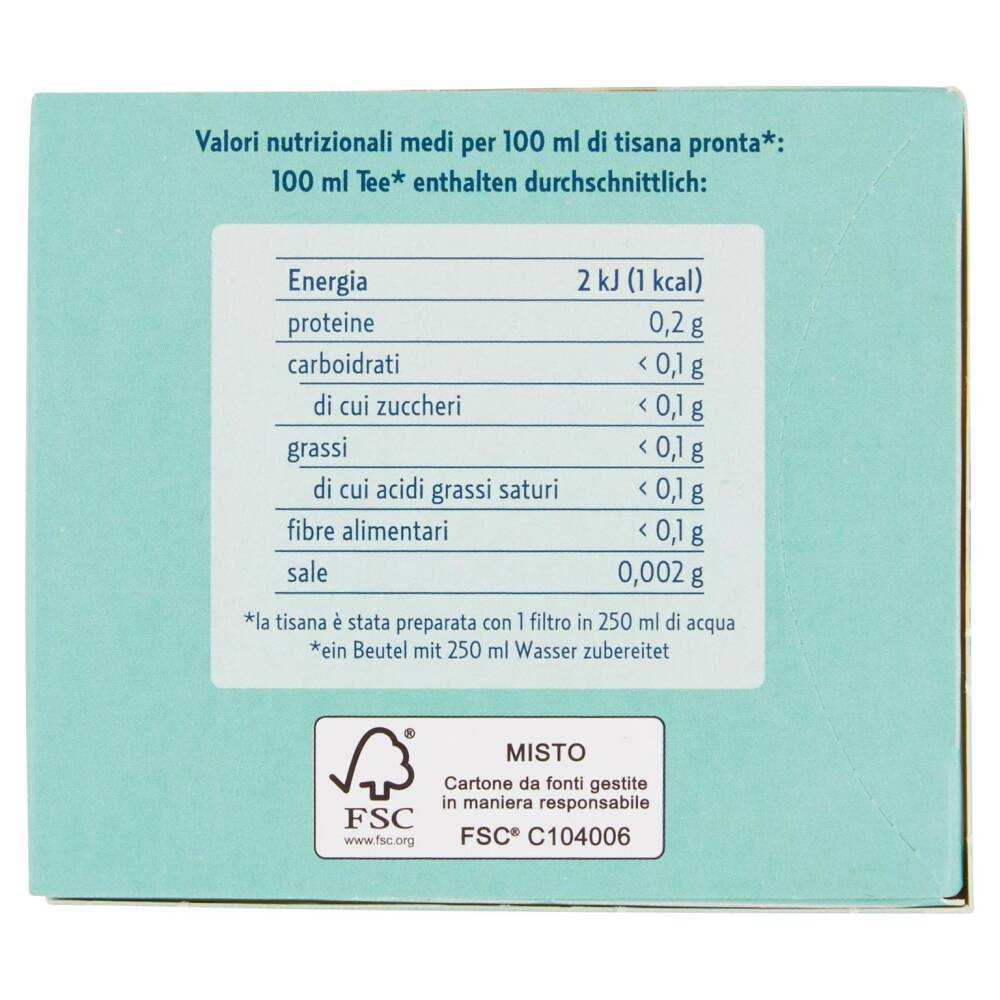 Valori nutrizionali medi per 100 ml di tisana pronta*:
100 ml Tee* enthalten durchschnittlich:
Energia 2 kJ (1 kcal)
proteine 0,2 g
carboidrati < 0,1 g
di cui zuccheri < 0,1 g
grassi < 0,1 g
di cui acidi grassi saturi < 0,1 g
fibre alimentari < 0,1 g
sale 0,002 g
*la tisana è stata preparata con 1 filtro in 250 ml di acqua
*ein Beutel mit 250 ml Wasser zubereitet
®
FSC
www.fsc.org
MISTO
Cartone da fonti gestite
in maniera responsabile
FSC® C104006